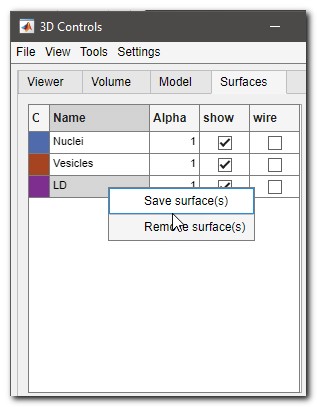 3D Controls
File View Tools Settings
Viewer Volume Model Surfaces
C Name Alpha show wire
Nuclei 1
Vesicles 1
LD 1
Save surface(s)
Remove surface(s)